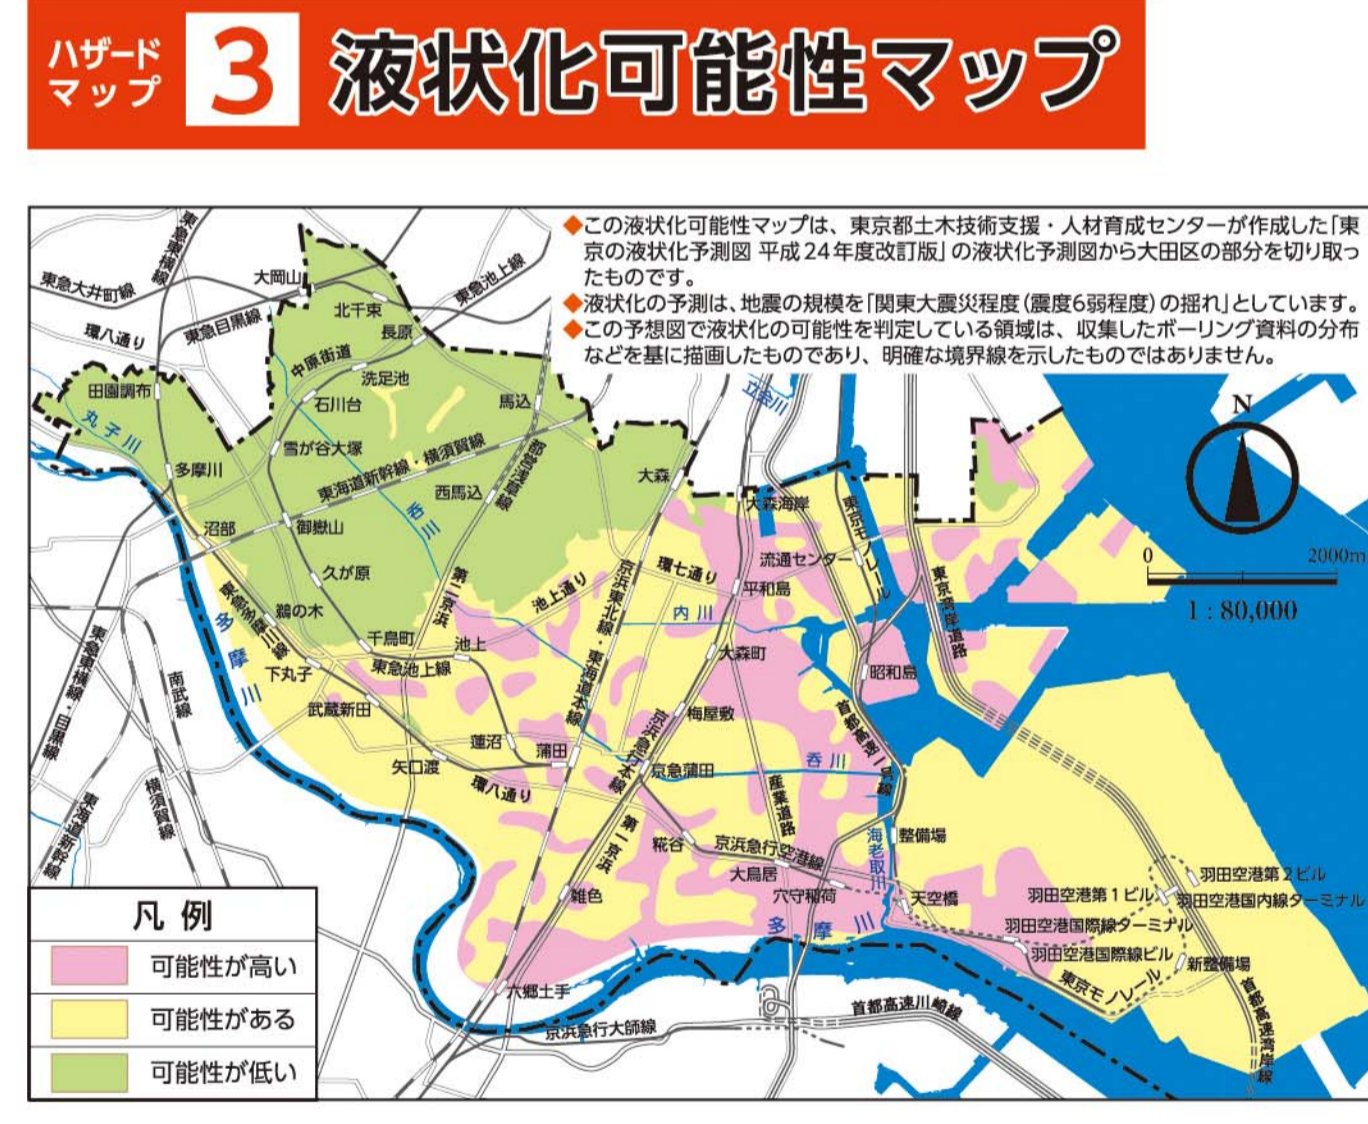 ハザード
マップ
3
液状化可能性マップ
◆この液状化可能性マップは、東京都土木技術支援・人材育成センターが作成した「東
京の液状化予測図 平成24年度改訂版」の液状化予測図から大田区の部分を切り取っ
たものです。
◆液状化の予測は、地震の規模を「関東大震災程度（震度6弱程度）の揺れ」としています。
◆この予想図で液状化の可能性を判定している領域は、収集したボーリング資料の分布
などを基に描画したものであり、明確な境界線を示したものではありません。
東急東横線
東急大井町線
大岡山
東急池上線
北千束
東急目黒線
長原
環八通り
中原街道
洗足池
田園調布
石川台
馬込
丸子川
雪が谷大塚
多摩川
東海道新幹線・横須賀線
都営浅草線
西馬込
大森
呑川
沼部
御嶽山
久が原
立会川
大森海岸
東京モノレール
流通センター
環七通り
平和島
東京湾岸道路
N
0
2000m
1：80,000
東急多摩川線
鵜の木
多摩川
第二京浜
池上通り
京浜東北線・東海道本線
内川
千鳥町
池上
東急池上線
大森町
昭和島
下丸子
東急東横線・目黒線
南武線
武蔵新田
梅屋敷
京浜急行本線
首都高速一号線
蓮沼
蒲田
矢口渡
京急蒲田
呑川
環八通り
産業道路
横須賀線
東海道新幹線
第一京浜
糀谷
京浜急行空港線
海老取川
整備場
大鳥居
穴守稲荷
雑色
天空橋
羽田空港第2ビル
羽田空港第1ビル
羽田空港国内線ターミナル
羽田空港国際線ターミナル
多摩川
羽田空港国際線ビル
新整備場
東京モノレール
六郷土手
首都高速川崎線
京浜急行大師線
首都高速湾岸線
凡例
可能性が高い
可能性がある
可能性が低い